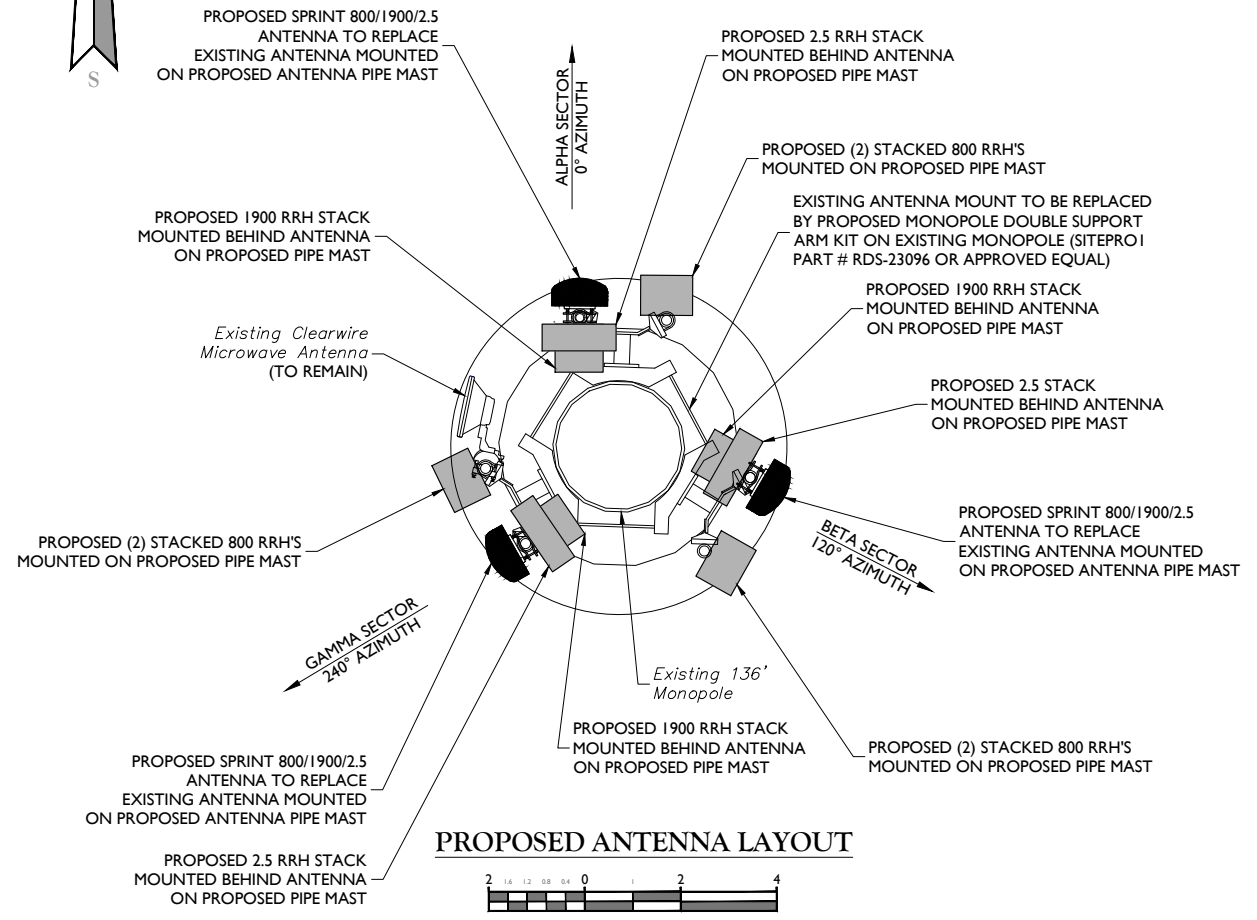 S
PROPOSED SPRINT 800/1900/2.5
ANTENNA TO REPLACE
EXISTING ANTENNA MOUNTED
ON PROPOSED ANTENNA PIPE MAST
ALPHA SECTOR
0° AZIMUTH
PROPOSED 2.5 RRH STACK
MOUNTED BEHIND ANTENNA
ON PROPOSED PIPE MAST
PROPOSED (2) STACKED 800 RRH'S
MOUNTED ON PROPOSED PIPE MAST
EXISTING ANTENNA MOUNT TO BE REPLACED
BY PROPOSED MONOPOLE DOUBLE SUPPORT
ARM KIT ON EXISTING MONOPOLE (SITEPRO1
PART # RDS-23096 OR APPROVED EQUAL)
PROPOSED 1900 RRH STACK
MOUNTED BEHIND ANTENNA
ON PROPOSED PIPE MAST
PROPOSED 1900 RRH STACK
MOUNTED BEHIND ANTENNA
ON PROPOSED PIPE MAST
Existing Clearwire
Microwave Antenna
(TO REMAIN)
PROPOSED 2.5 STACK
MOUNTED BEHIND ANTENNA
ON PROPOSED PIPE MAST
PROPOSED SPRINT 800/1900/2.5
ANTENNA TO REPLACE
EXISTING ANTENNA MOUNTED
ON PROPOSED ANTENNA PIPE MAST
BETA SECTOR
120° AZIMUTH
PROPOSED (2) STACKED 800 RRH'S
MOUNTED ON PROPOSED PIPE MAST
GAMMA SECTOR
240° AZIMUTH
Existing 136'
Monopole
PROPOSED 1900 RRH STACK
MOUNTED BEHIND ANTENNA
ON PROPOSED PIPE MAST
PROPOSED (2) STACKED 800 RRH'S
MOUNTED ON PROPOSED PIPE MAST
PROPOSED SPRINT 800/1900/2.5
ANTENNA TO REPLACE
EXISTING ANTENNA MOUNTED
ON PROPOSED ANTENNA PIPE MAST
PROPOSED 2.5 RRH STACK
MOUNTED BEHIND ANTENNA
ON PROPOSED PIPE MAST
PROPOSED ANTENNA LAYOUT
2 1.6 1.2 0.8 0.4 0 1 2 4